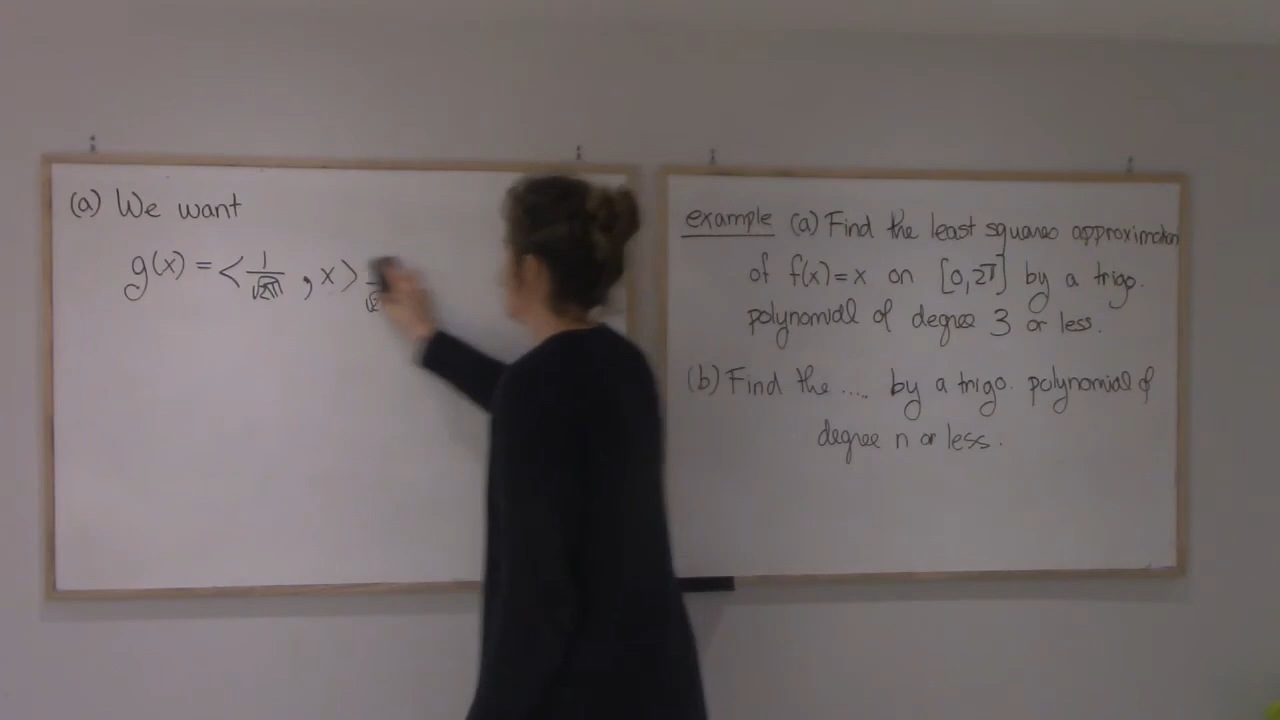 (a) We want
g(x) = < 1/√2π , x >
example (a) Find the least squares approximation
of f(x) = x on [0, 2π] by a trigo.
polynomial of degree 3 or less.
(b) Find the .... by a trigo. polynomial of
degree n or less.